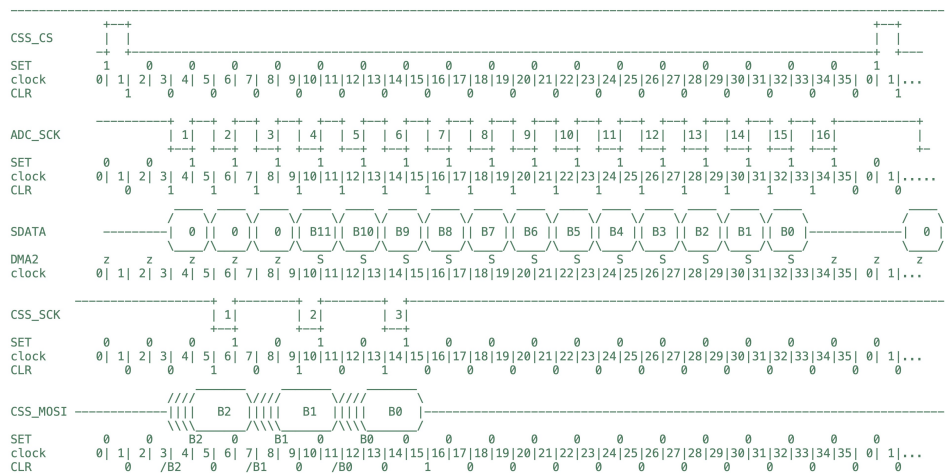 CSS_CS
SET 1 0 0 0 0 0 0 0 0 0 0 0 0 0 0 0 0 0 1
clock 0| 1| 2| 3| 4| 5| 6| 7| 8| 9|10|11|12|13|14|15|16|17|18|19|20|21|22|23|24|25|26|27|28|29|30|31|32|33|34|35| 0| 1|...
CLR 1 0 0 0 0 0 0 0 0 0 0 0 0 0 0 0 0 0 1
ADC_SCK | 1| | 2| | 3| | 4| | 5| | 6| | 7| | 8| | 9| |10| |11| |12| |13| |14| |15| |16| |
SET 0 0 1 1 1 1 1 1 1 1 1 1 1 1 1 1 1 1 0
clock 0| 1| 2| 3| 4| 5| 6| 7| 8| 9|10|11|12|13|14|15|16|17|18|19|20|21|22|23|24|25|26|27|28|29|30|31|32|33|34|35| 0| 1|.....
CLR 0 1 1 1 1 1 1 1 1 1 1 1 1 1 1 1 1 0 0
SDATA ---------| 0 || 0 || 0 || B11|| B10|| B9 || B8 || B7 || B6 || B5 || B4 || B3 || B2 || B1 || B0 |-------------| 0 |
DMA2 z z z z z S S S S S S S S S S S S z z z
clock 0| 1| 2| 3| 4| 5| 6| 7| 8| 9|10|11|12|13|14|15|16|17|18|19|20|21|22|23|24|25|26|27|28|29|30|31|32|33|34|35| 0| 1|...
CSS_SCK | 1| | 2| | 3|
SET 0 0 0 1 0 1 0 1 0 0 0 0 0 0 0 0 0 0 0
clock 0| 1| 2| 3| 4| 5| 6| 7| 8| 9|10|11|12|13|14|15|16|17|18|19|20|21|22|23|24|25|26|27|28|29|30|31|32|33|34|35| 0| 1|...
CLR 0 0 1 0 1 0 1 0 0 0 0 0 0 0 0 0 0 0 0
CSS_MOSI -------------|||| B2 ||||| B1 ||||| B0 |
SET 0 0 B2 0 B1 0 B0 0 0 0 0 0 0 0 0 0 0 0 0
clock 0| 1| 2| 3| 4| 5| 6| 7| 8| 9|10|11|12|13|14|15|16|17|18|19|20|21|22|23|24|25|26|27|28|29|30|31|32|33|34|35| 0| 1|...
CLR 0 /B2 0 /B1 0 /B0 0 1 0 0 0 0 0 0 0 0 0 0 0